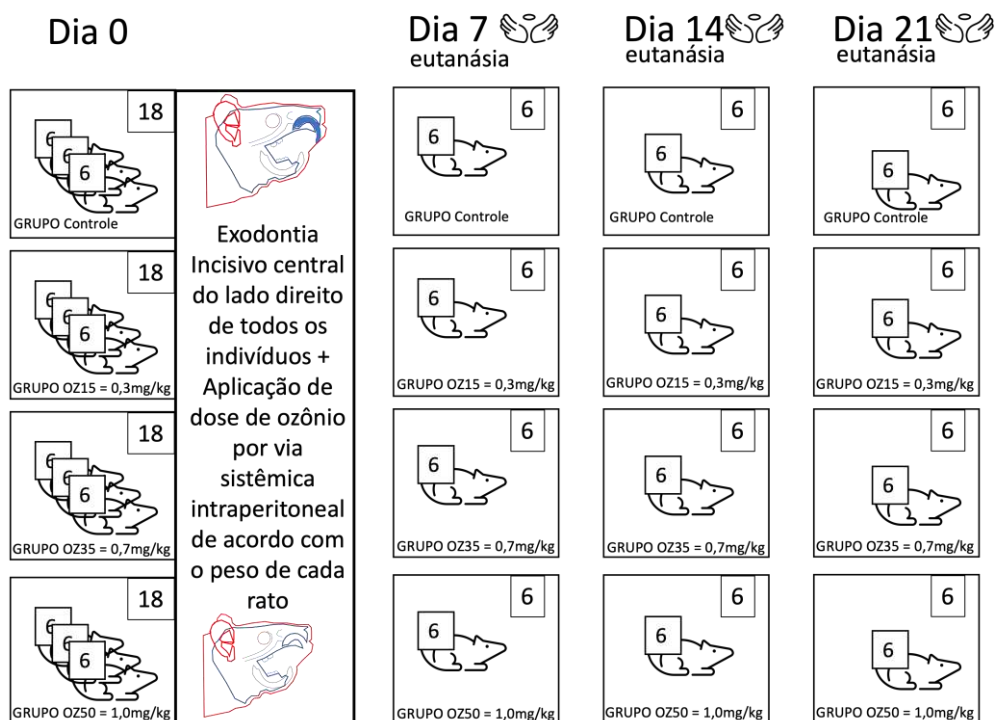 Dia 0
Dia 7
eutanásia
Dia 14
eutanásia
Dia 21
eutanásia
18
6
6
6
GRUPO Controle
18
6
6
6
GRUPO OZ15 = 0,3mg/kg
18
6
6
6
GRUPO OZ35 = 0,7mg/kg
18
6
6
6
GRUPO OZ50 = 1,0mg/kg
Exodontia
Incisivo central
do lado direito
de todos os
indivíduos +
Aplicação de
dose de ozônio
por via
sistêmica
intraperitoneal
de acordo com
o peso de cada
rato
6
6
GRUPO Controle
6
6
GRUPO Controle
6
6
GRUPO Controle
6
6
GRUPO OZ15 = 0,3mg/kg
6
6
GRUPO OZ15 = 0,3mg/kg
6
6
GRUPO OZ15 = 0,3mg/kg
6
6
GRUPO OZ35 = 0,7mg/kg
6
6
GRUPO OZ35 = 0,7mg/kg
6
6
GRUPO OZ35 = 0,7mg/kg
6
6
GRUPO OZ50 = 1,0mg/kg
6
6
GRUPO OZ50 = 1,0mg/kg
6
6
GRUPO OZ50 = 1,0mg/kg